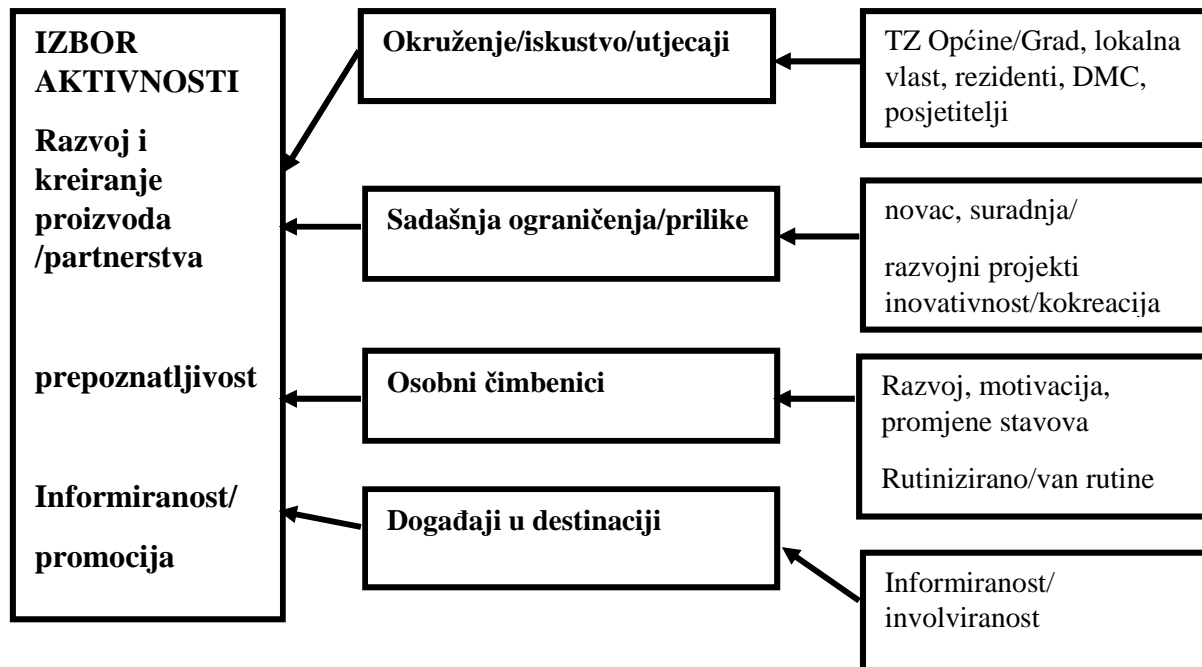 IZBOR
AKTIVNOSTI
Razvoj i
kreiranje
proizvoda
/partnerstva
prepoznatljivost
Informiranost/
promocija
Okruženje/iskustvo/utjecaji
Sadašnja ograničenja/prilike
Osobni čimbenici
Događaji u destinaciji
TZ Općine/Grad, lokalna
vlast, rezidenti, DMC,
posjetitelji
novac, suradnja/
razvojni projekti
inovativnost/kokreacija
Razvoj, motivacija,
promjene stavova
Rutinizirano/van rutine
Informiranost/
involviranost